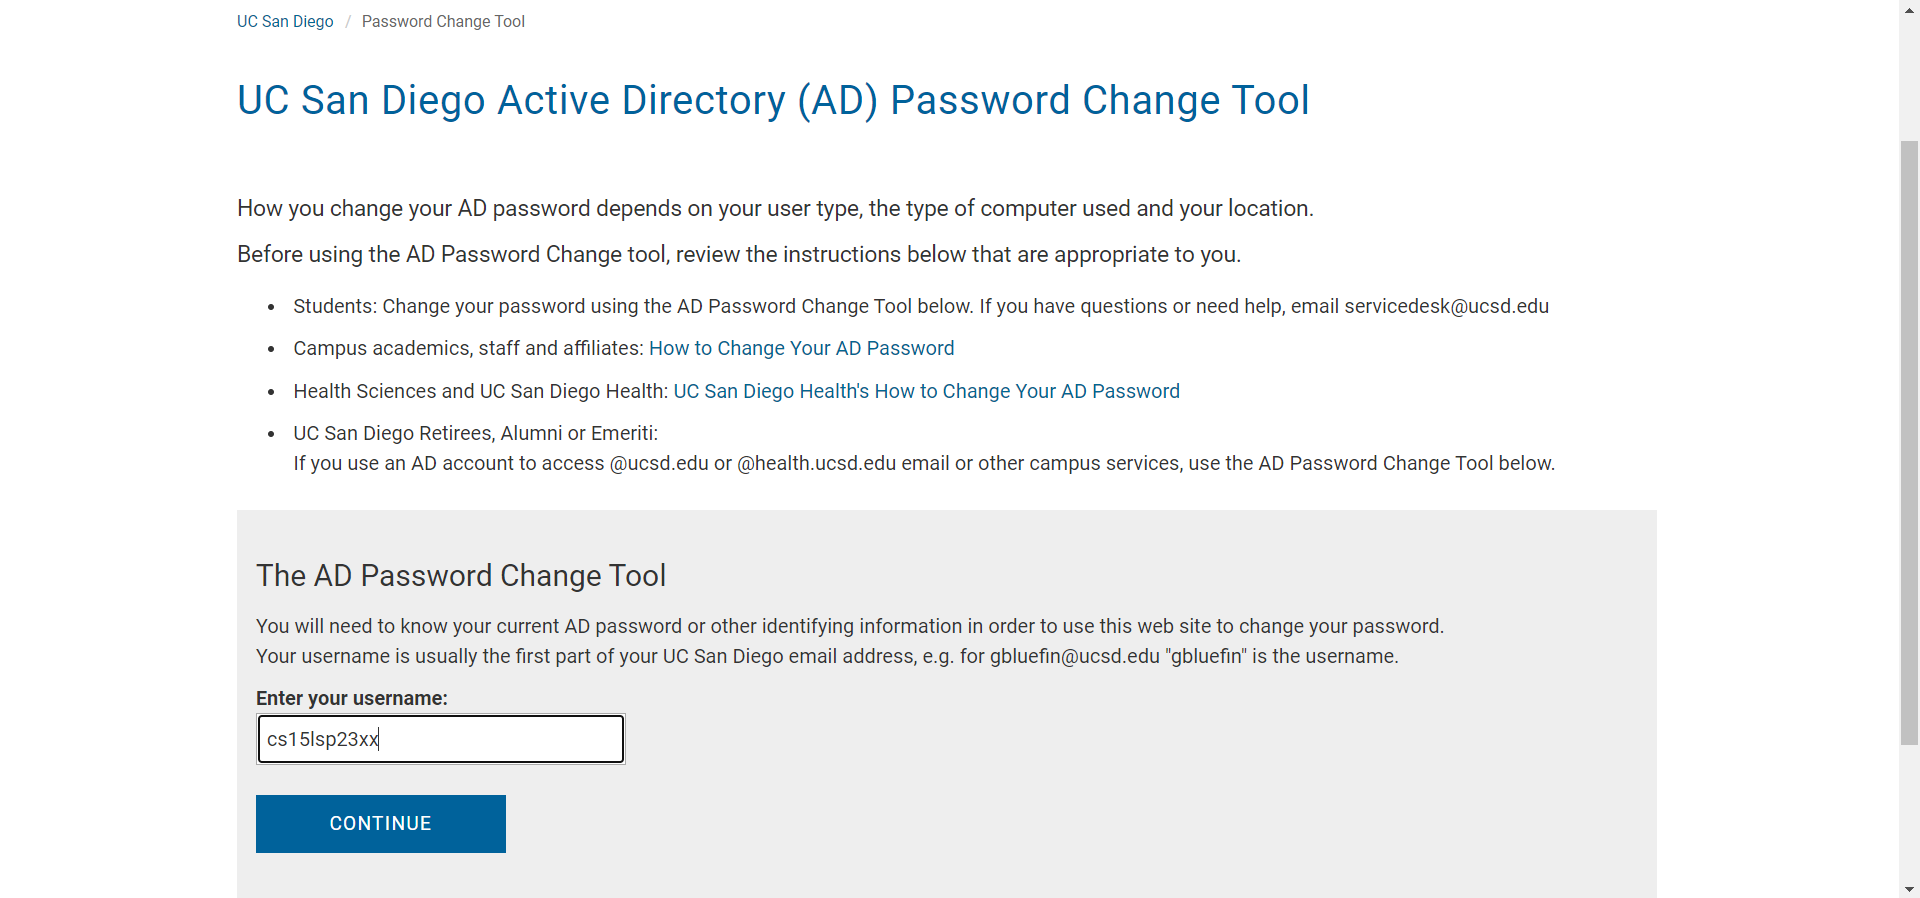 UC San Diego / Password Change Tool
UC San Diego Active Directory (AD) Password Change Tool
How you change your AD password depends on your user type, the type of computer used and your location.
Before using the AD Password Change tool, review the instructions below that are appropriate to you.
• Students: Change your password using the AD Password Change Tool below. If you have questions or need help, email servicedesk@ucsd.edu
• Campus academics, staff and affiliates: How to Change Your AD Password
• Health Sciences and UC San Diego Health: UC San Diego Health's How to Change Your AD Password
• UC San Diego Retirees, Alumni or Emeriti:
If you use an AD account to access @ucsd.edu or @health.ucsd.edu email or other campus services, use the AD Password Change Tool below.
The AD Password Change Tool
You will need to know your current AD password or other identifying information in order to use this web site to change your password.
Your username is usually the first part of your UC San Diego email address, e.g. for gbluefin@ucsd.edu "gbluefin" is the username.
Enter your username:
cs15lsp23xx
CONTINUE